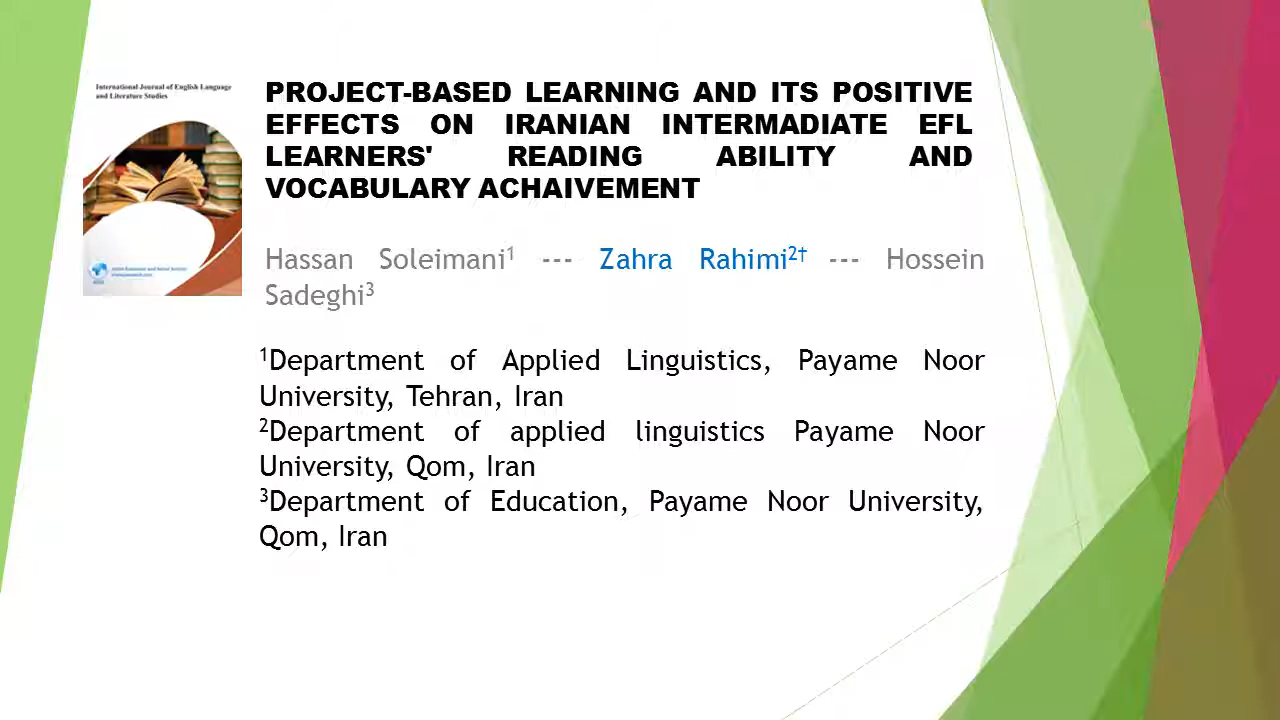 International Journal of English Language
and Literature Studies
PROJECT-BASED LEARNING AND ITS POSITIVE
EFFECTS ON IRANIAN INTERMADIATE EFL
LEARNERS' READING ABILITY AND
VOCABULARY ACHAIVEMENT
Hassan Soleimani¹ --- Zahra Rahimi²† --- Hossein
Sadeghi³
¹Department of Applied Linguistics, Payame Noor
University, Tehran, Iran
²Department of applied linguistics Payame Noor
University, Qom, Iran
³Department of Education, Payame Noor University,
Qom, Iran